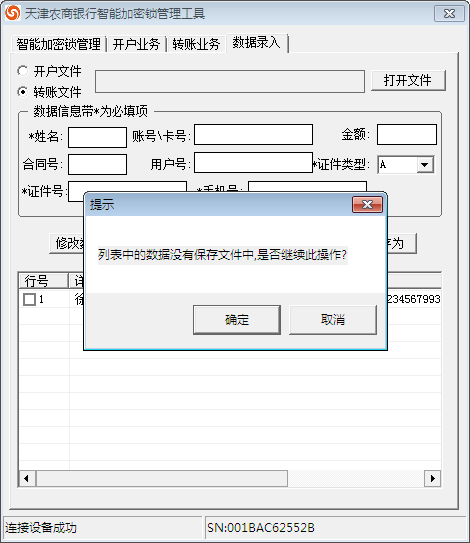 天津农商银行智能加密锁管理工具
智能加密锁管理 开户业务 转账业务 数据录入
开户文件
转账文件
打开文件
数据信息带*为必填项
*姓名: 账号\卡号: 金额:
合同号: 用户号: *证件类型: A
*证件号: *手机号:
提示
列表中的数据没有保存文件中,是否继续此操作?
确定 取消
修改 为
行号 详
1 徐 234567993
连接设备成功 SN:001BAC62552B